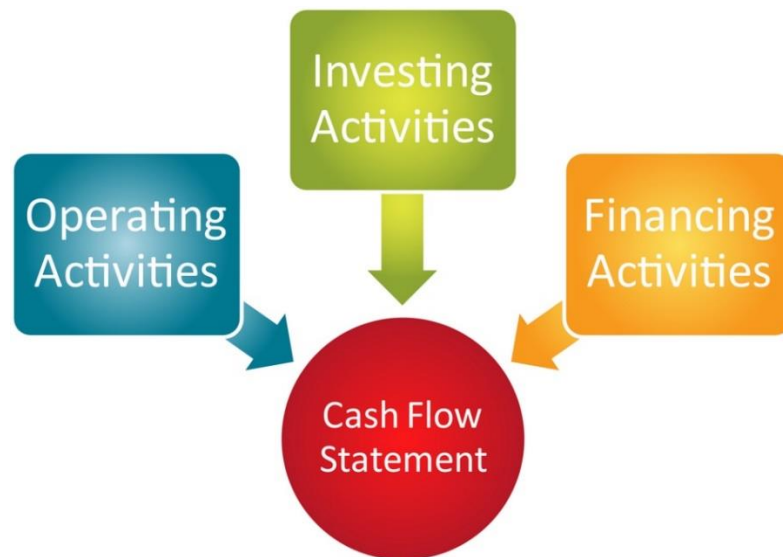 Investing
Activities
Operating
Activities
Financing
Activities
Cash Flow
Statement